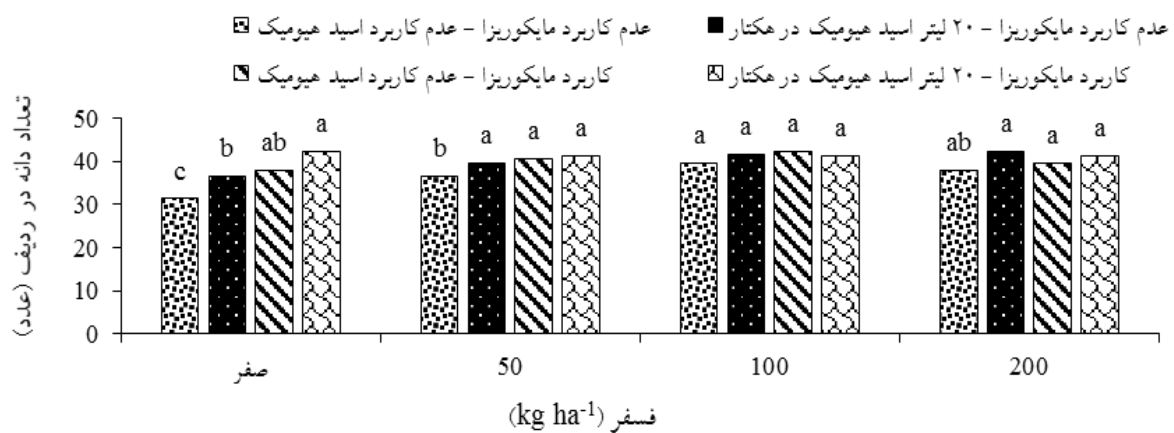 عدم کاربرد مایکوریزا - عدم کاربرد اسید هیومیک
عدم کاربرد مایکوریزا - ۲۰ لیتر اسید هیومیک در هکتار
کاربرد مایکوریزا - عدم کاربرد اسید هیومیک
کاربرد مایکوریزا - ۲۰ لیتر اسید هیومیک در هکتار
تعداد دانه در ردیف (عدد)
50
40
30
20
10
0
c b ab a
b a a a
a a a a
ab a a a
صفر 50 100 200
فسفر (kg ha⁻¹)